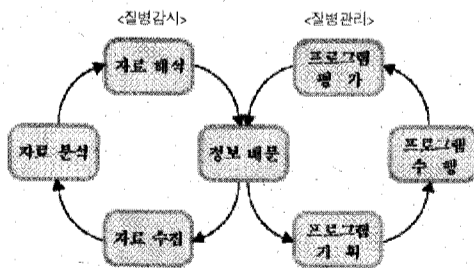 <질병감시>
<질병관리>
자료 해석
프로그램
평 가
자료 분석
정보 배분
프로그램
수 행
자료 수집
프로그램
기 획